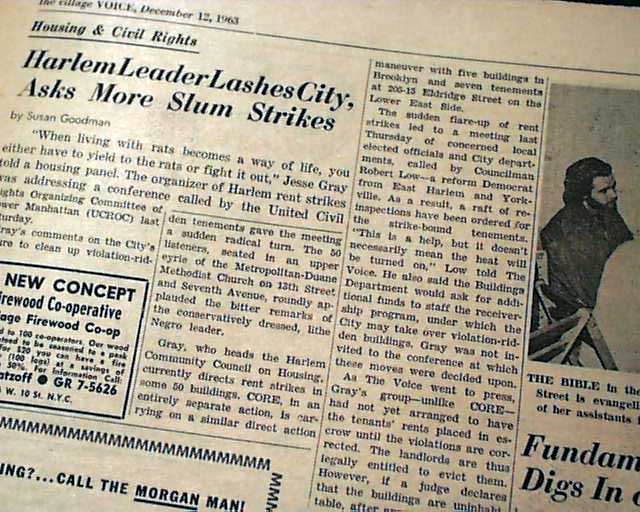 the village VOICE, December 12, 1963
Housing & Civil Rights
Harlem Leader Lashes City,
Asks More Slum Strikes
by Susan Goodman
"When living with rats becomes a way of life, you
either have to yield to the rats or fight it out," Jesse Gray
told a housing panel. The organizer of Harlem rent strikes
was addressing a conference called by the United Civil
Rights Organizing Committee of
Lower Manhattan (UCROC) last
Saturday.
Gray's comments on the City's
to clean up violation-rid-
den tenements gave the meeting
a sudden radical turn. The 50
listeners, seated in an upper
eyrie of the Metropolitan-Duane
Methodist Church on 13th Street
and Seventh Avenue, roundly ap-
plauded the bitter remarks of
the conservatively dressed, lithe
Negro leader.
Gray, who heads the Harlem
Community Council on Housing,
currently directs rent strikes in
some 50 buildings. CORE, in an
entirely separate action, is car-
rying on a similar direct action
maneuver with five buildings in
Brooklyn and seven tenements
at 205-15 Eldridge Street on the
Lower East Side.
The sudden flare-up of rent
strikes led to a meeting last
Thursday of concerned local
elected officials and City depart-
ments, called by Councilman
Robert Low—a reform Democrat
from East Harlem and York-
ville. As a result, a raft of re-
inspections have been ordered for
the strike-bound tenements.
"This is a help, but it doesn't
necessarily mean the heat will
be turned on," Low told The
Voice. He also said the Buildings
Department would ask for addi-
tional funds to staff the receiver-
ship program, under which the
City may take over violation-rid-
den buildings. Gray was not in-
vited to the conference at which
these moves were decided upon.
As The Voice went to press,
Gray's group—unlike CORE—
had not yet arranged to have
the tenants' rents placed in es-
crow until the violations are cor-
rected. The landlords are thus
legally entitled to evict them.
However, if a judge declares
that the buildings are uninhabi-
table, after
NEW CONCEPT
Firewood Co-operative
Village Firewood Co-op
to 100 co-operators. Our wood
GR 7-5626
W. 10 St. N.Y.C.
ING?...CALL THE MORGAN MAN!
THE BIBLE in the
Street is evangeli
of her assistants
Fundam
Digs In